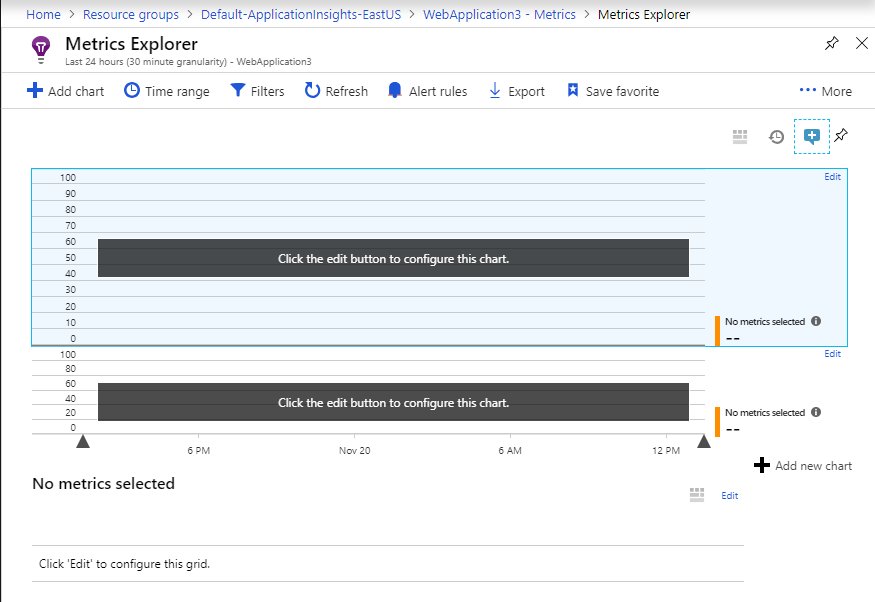 Home > Resource groups > Default-ApplicationInsights-EastUS > WebApplication3 - Metrics > Metrics Explorer
Metrics Explorer
Last 24 hours (30 minute granularity) - WebApplication3
Add chart Time range Filters Refresh Alert rules Export Save favorite ... More
100 Edit
90
80
70
60
50 Click the edit button to configure this chart.
40
30
20
10 No metrics selected
0 --
100 Edit
80
60
40 Click the edit button to configure this chart.
20 No metrics selected
0 --
6 PM Nov 20 6 AM 12 PM
Add new chart
No metrics selected
Edit
Click 'Edit' to configure this grid.